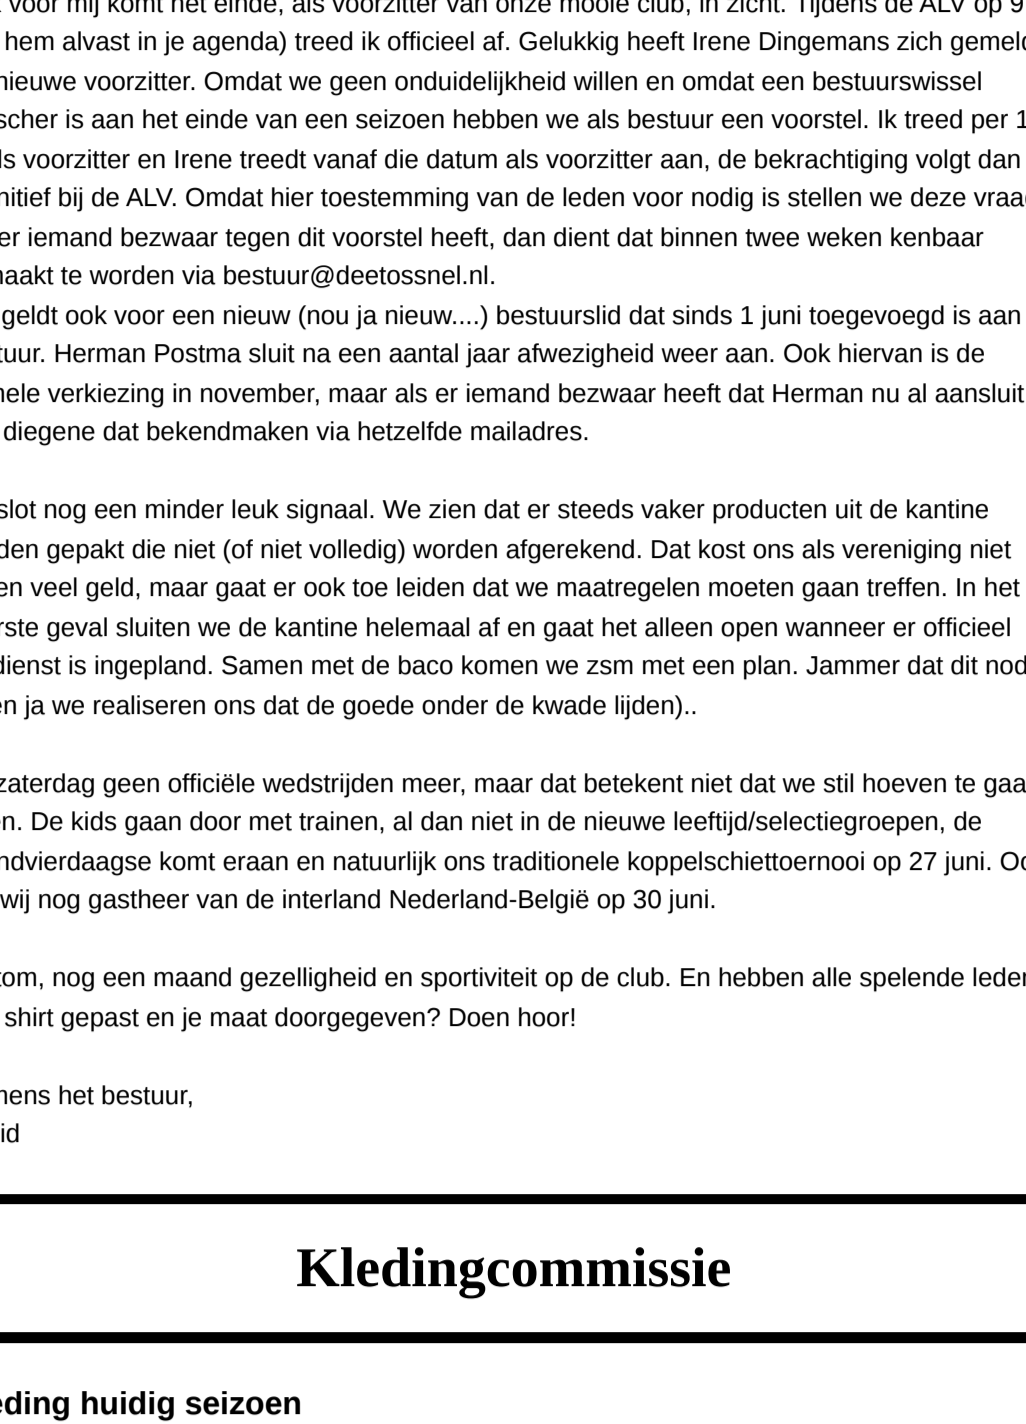 voor mij komt het einde, als voorzitter van onze mooie club, in zicht. Tijdens de ALV op 9
hem alvast in je agenda) treed ik officieel af. Gelukkig heeft Irene Dingemans zich gemeld
nieuwe voorzitter. Omdat we geen onduidelijkheid willen en omdat een bestuurswissel
scher is aan het einde van een seizoen hebben we als bestuur een voorstel. Ik treed per 1
ls voorzitter en Irene treedt vanaf die datum als voorzitter aan, de bekrachtiging volgt dan
nitief bij de ALV. Omdat hier toestemming van de leden voor nodig is stellen we deze vraa
er iemand bezwaar tegen dit voorstel heeft, dan dient dat binnen twee weken kenbaar
naakt te worden via bestuur@deetossnel.nl.
geldt ook voor een nieuw (nou ja nieuw....) bestuurslid dat sinds 1 juni toegevoegd is aan
tuur. Herman Postma sluit na een aantal jaar afwezigheid weer aan. Ook hiervan is de
nele verkiezing in november, maar als er iemand bezwaar heeft dat Herman nu al aansluit
diegene dat bekendmaken via hetzelfde mailadres.
slot nog een minder leuk signaal. We zien dat er steeds vaker producten uit de kantine
den gepakt die niet (of niet volledig) worden afgerekend. Dat kost ons als vereniging niet
en veel geld, maar gaat er ook toe leiden dat we maatregelen moeten gaan treffen. In het
rste geval sluiten we de kantine helemaal af en gaat het alleen open wanneer er officieel
dienst is ingepland. Samen met de baco komen we zsm met een plan. Jammer dat dit nod
en ja we realiseren ons dat de goede onder de kwade lijden)..
zaterdag geen officiële wedstrijden meer, maar dat betekent niet dat we stil hoeven te gaa
n. De kids gaan door met trainen, al dan niet in de nieuwe leeftijd/selectiegroepen, de
ndvierdaagse komt eraan en natuurlijk ons traditionele koppelschiettoernooi op 27 juni. Oo
wij nog gastheer van de interland Nederland-België op 30 juni.
tom, nog een maand gezelligheid en sportiviteit op de club. En hebben alle spelende leden
shirt gepast en je maat doorgegeven? Doen hoor!
mens het bestuur,
id
Kledingcommissie
eding huidig seizoen